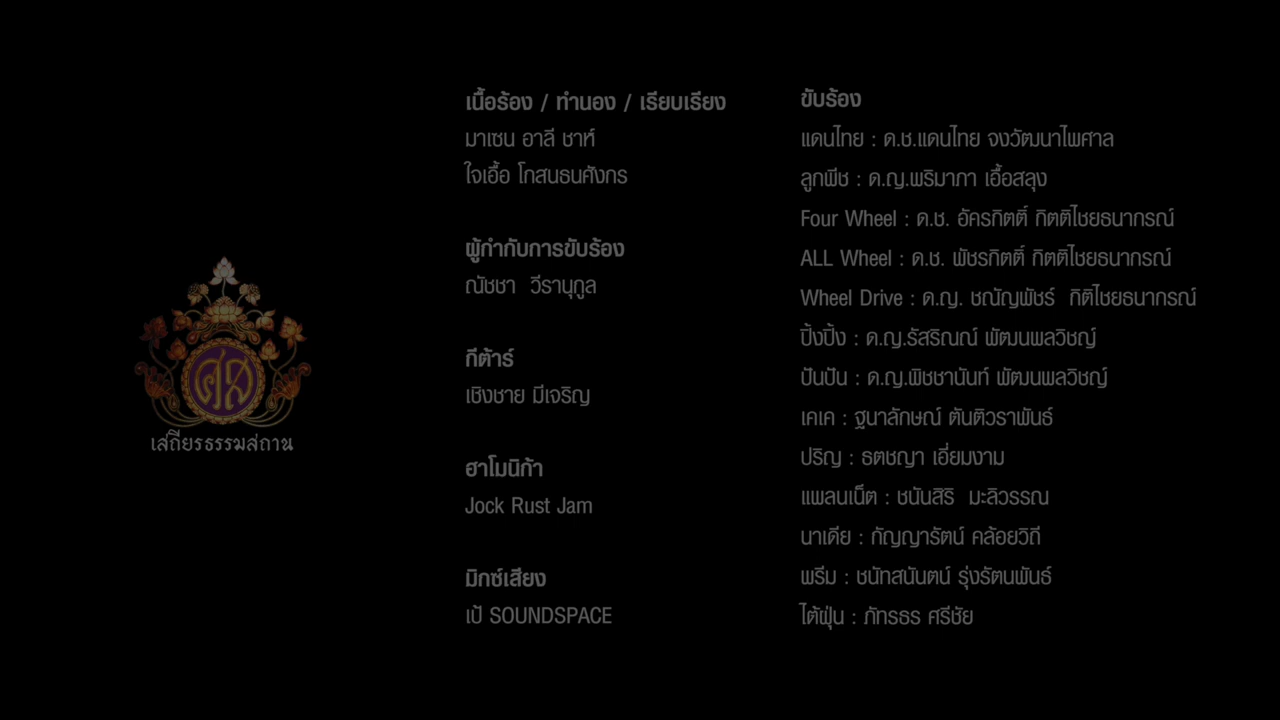 ศส
เสถียรธรรมสถาน
เนื้อร้อง / ทำนอง / เรียบเรียง
มาเซน อาลี ชาห์
ใจเอื้อ โกสนธนศังกร
ผู้กำกับการขับร้อง
ณัชชา วีรานุกูล
กีต้าร์
เชิงชาย มีเจริญ
ฮาโมนิก้า
Jock Rust Jam
มิกซ์เสียง
เป้ SOUNDSPACE
ขับร้อง
แดนไทย : ด.ช.แดนไทย จงวัฒนาไพศาล
ลูกพีช : ด.ญ.พริมาภา เอื้อสลุง
Four Wheel : ด.ช. อัครกิตติ์ กิตติไชยธนากรณ์
ALL Wheel : ด.ช. พัชรกิตติ์ กิตติไชยธนากรณ์
Wheel Drive : ด.ญ. ชณัญพัชร์ กิติไชยธนากรณ์
ปิ้งปิ้ง : ด.ญ.รัสริณณ์ พัฒนพลวิชญ์
ปันปัน : ด.ญ.พิชชานันท์ พัฒนพลวิชญ์
เคเค : ฐนาลักษณ์ ตันติวราพันธ์
ปริญ : ธตชญา เอี่ยมงาม
แพลนเน็ต : ชนันสิริ มะลิวรรณ
นาเดีย : กัญญารัตน์ คล้อยวิถี
พรีม : ชนัทสนันตน์ รุ่งรัตนพันธ์
ไต้ฝุ่น : ภัทรธร ศรีชัย